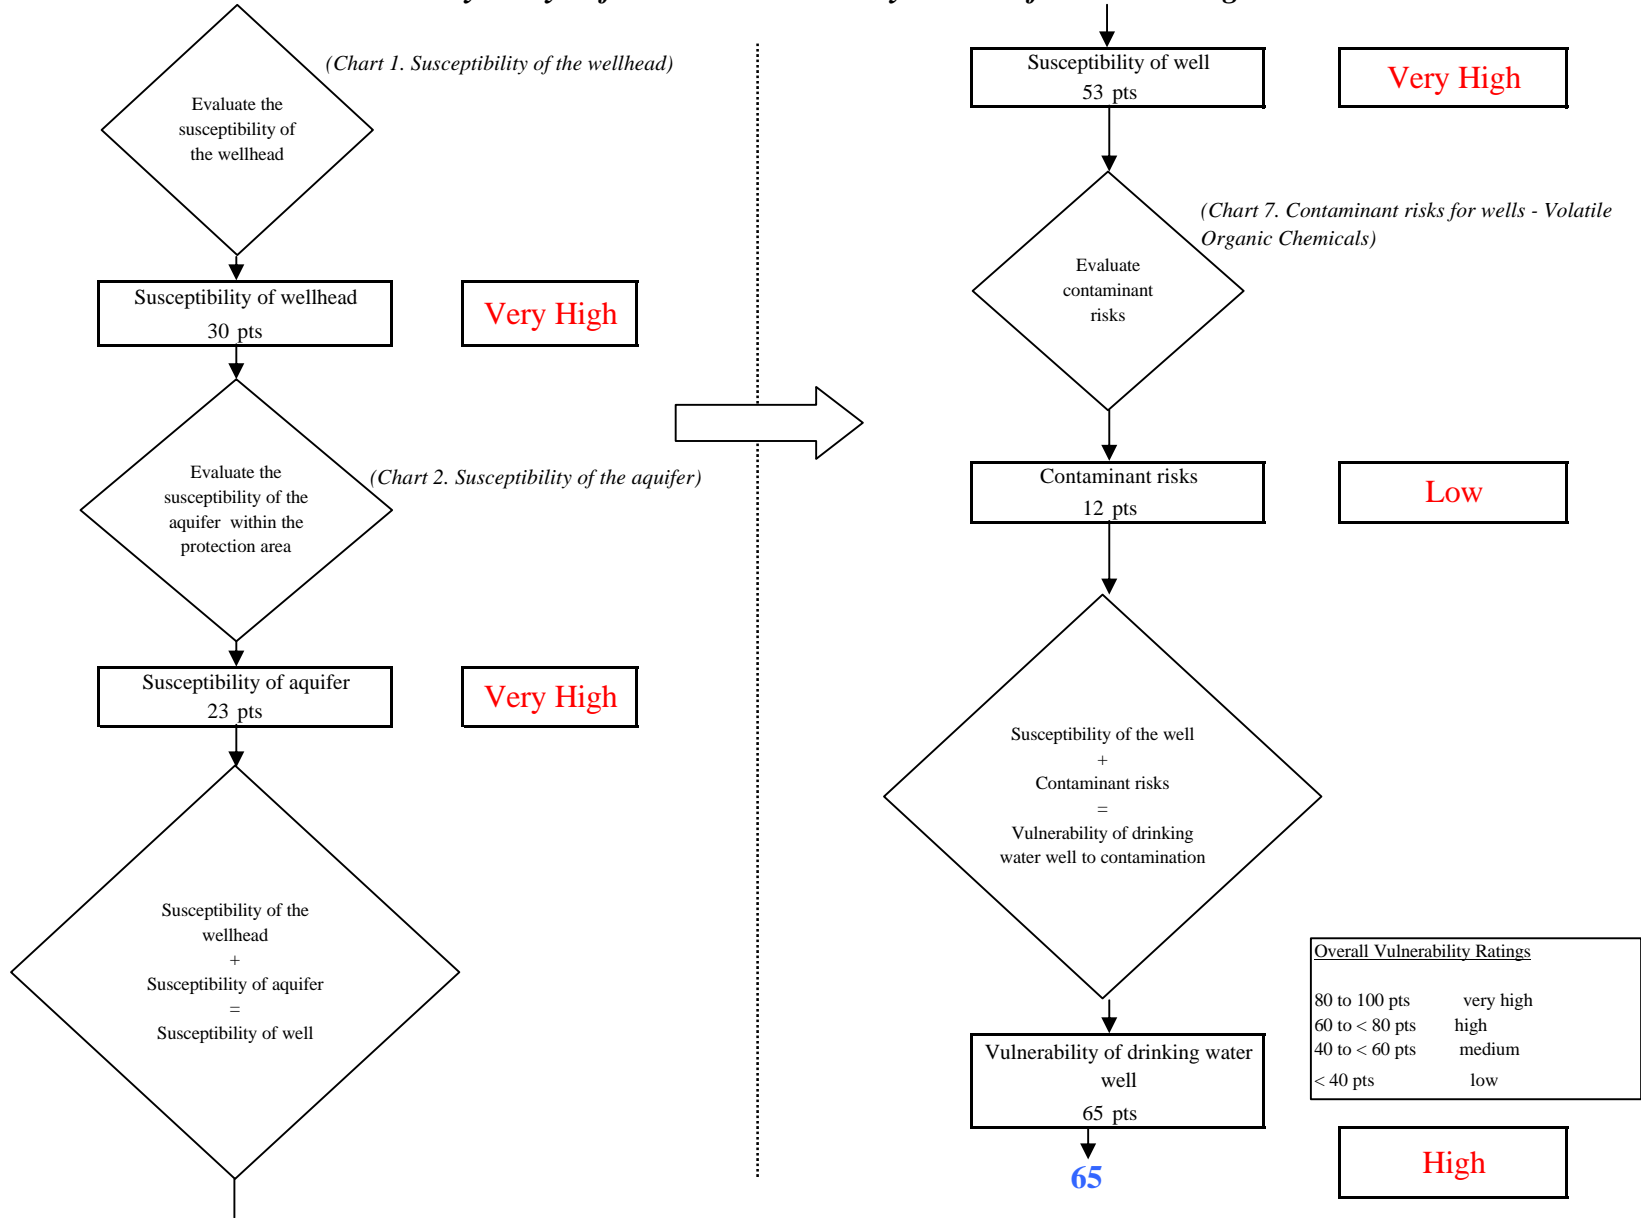 (Chart 1. Susceptibility of the wellhead)
Evaluate the
susceptibility of
the wellhead
Susceptibility of wellhead
30 pts
Very High
Evaluate the
susceptibility of the
aquifer within the
protection area
(Chart 2. Susceptibility of the aquifer)
Susceptibility of aquifer
23 pts
Very High
Susceptibility of the
wellhead
+
Susceptibility of aquifer
=
Susceptibility of well
Susceptibility of well
53 pts
Very High
(Chart 7. Contaminant risks for wells - Volatile
Organic Chemicals)
Evaluate
contaminant
risks
Contaminant risks
12 pts
Low
Susceptibility of the well
+
Contaminant risks
=
Vulnerability of drinking
water well to contamination
Overall Vulnerability Ratings
80 to 100 pts very high
60 to < 80 pts high
40 to < 60 pts medium
< 40 pts low
Vulnerability of drinking water
well
65 pts
65
High